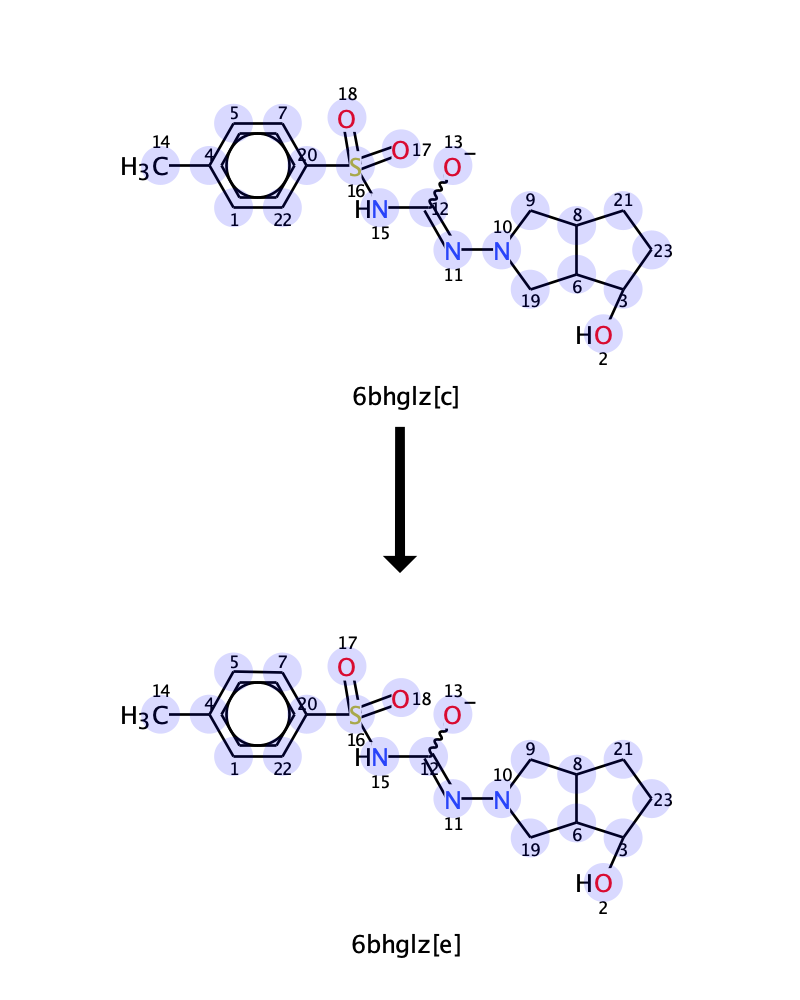 18
5 7 13
14 O
H₃C 4 20 S O 17 O⁻
16
HN 12 9 8 21
1 22 15 10
N N 23
11 19 6 3
HO
2
6bhglz[c]
17
5 7 O 13
14
H₃C 4 20 S O 18 O⁻
16
HN 12 9 8 21
1 22 15 10
N N 23
11 19 6 3
HO
2
6bhglz[e]